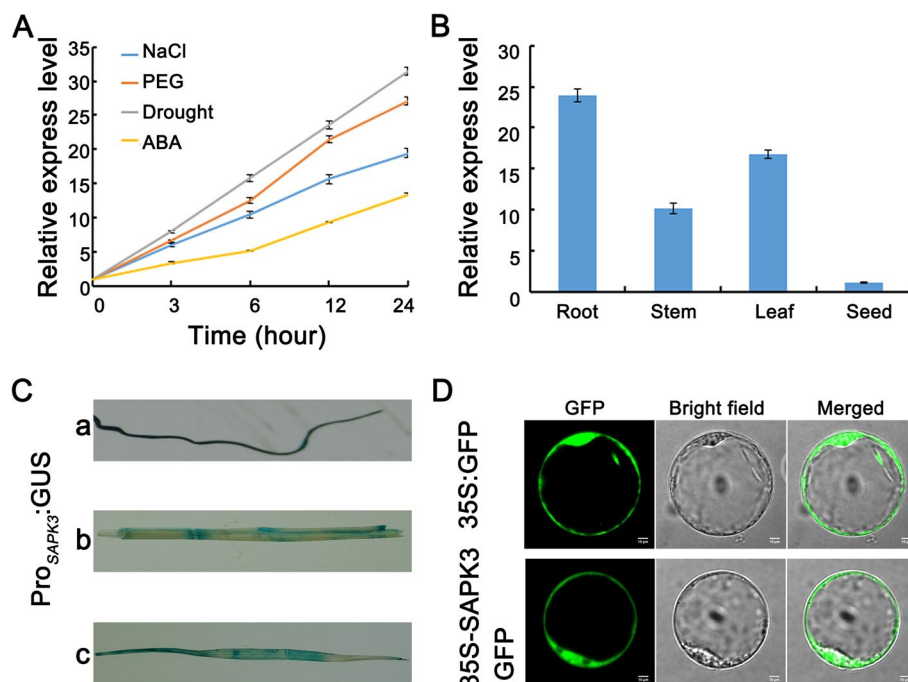 A
Relative express level
35
30
25
20
15
10
5
0
NaCl
PEG
Drought
ABA
0 3 6 12 24
Time (hour)
B
Relative express level
30
25
20
15
10
5
0
Root Stem Leaf Seed
C
Pro SAPK3:GUS
a
b
c
D
GFP Bright field Merged
35S:GFP
35S-SAPK3
GFP